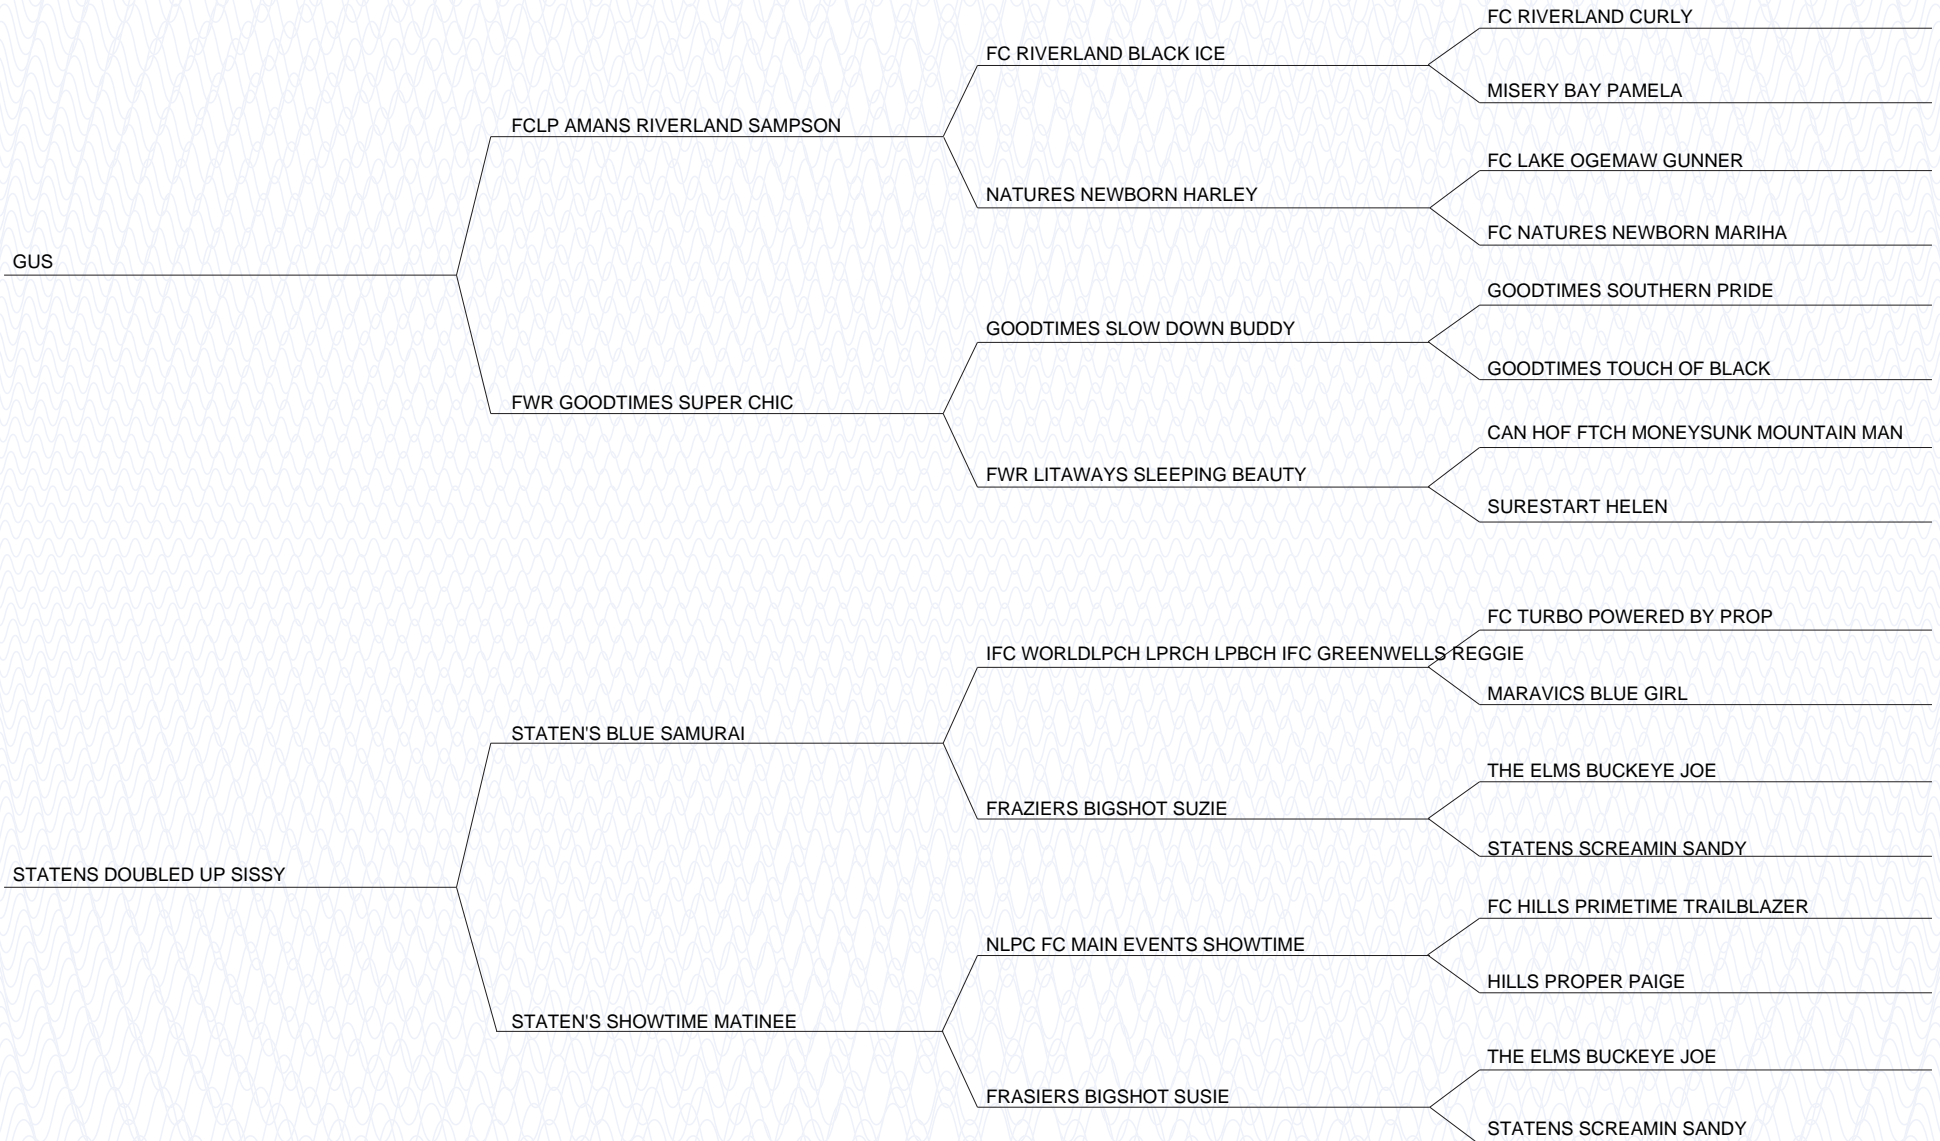 FC RIVERLAND CURLY
FC RIVERLAND BLACK ICE
MISERY BAY PAMELA
FCLP AMANS RIVERLAND SAMPSON
FC LAKE OGEMAW GUNNER
NATURES NEWBORN HARLEY
FC NATURES NEWBORN MARIHA
GUS
GOODTIMES SOUTHERN PRIDE
GOODTIMES SLOW DOWN BUDDY
GOODTIMES TOUCH OF BLACK
FWR GOODTIMES SUPER CHIC
CAN HOF FTCH MONEYSUNK MOUNTAIN MAN
FWR LITAWAYS SLEEPING BEAUTY
SURESTART HELEN
FC TURBO POWERED BY PROP
IFC WORLDLPCH LPRCH LPBCH IFC GREENWELLS REGGIE
MARAVICS BLUE GIRL
STATEN'S BLUE SAMURAI
THE ELMS BUCKEYE JOE
FRAZIERS BIGSHOT SUZIE
STATENS SCREAMIN SANDY
STATENS DOUBLED UP SISSY
FC HILLS PRIMETIME TRAILBLAZER
NLPC FC MAIN EVENTS SHOWTIME
HILLS PROPER PAIGE
STATEN'S SHOWTIME MATINEE
THE ELMS BUCKEYE JOE
FRASIERS BIGSHOT SUSIE
STATENS SCREAMIN SANDY